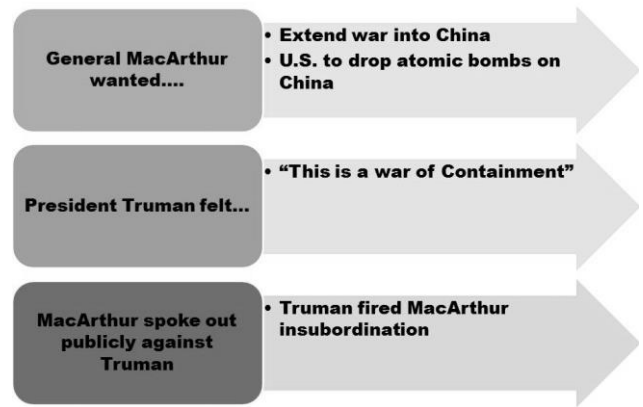 General MacArthur
wanted....
• Extend war into China
• U.S. to drop atomic bombs on
China
President Truman felt...
• “This is a war of Containment”
MacArthur spoke out
publicly against
Truman
• Truman fired MacArthur
insubordination